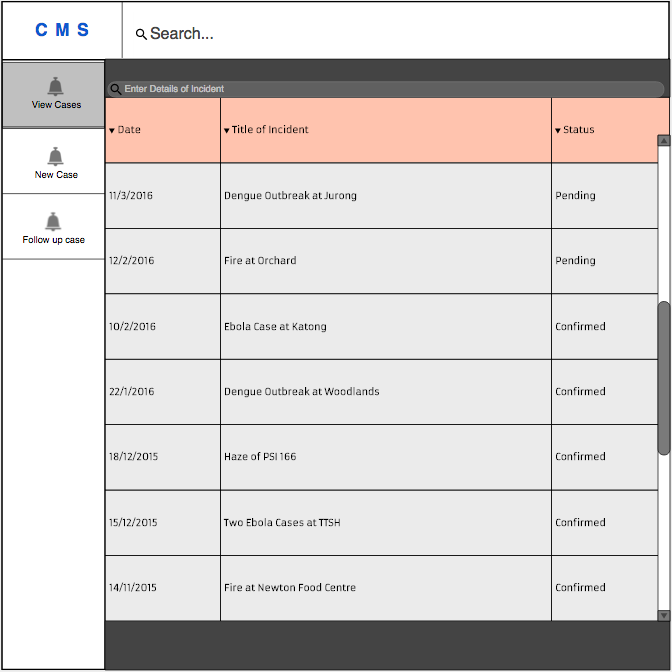 C M S
Search...
View Cases
New Case
Follow up case
Enter Details of Incident
▼ Date ▼ Title of Incident ▼ Status
11/3/2016 Dengue Outbreak at Jurong Pending
12/2/2016 Fire at Orchard Pending
10/2/2016 Ebola Case at Katong Confirmed
22/1/2016 Dengue Outbreak at Woodlands Confirmed
18/12/2015 Haze of PSI 166 Confirmed
15/12/2015 Two Ebola Cases at TTSH Confirmed
14/11/2015 Fire at Newton Food Centre Confirmed